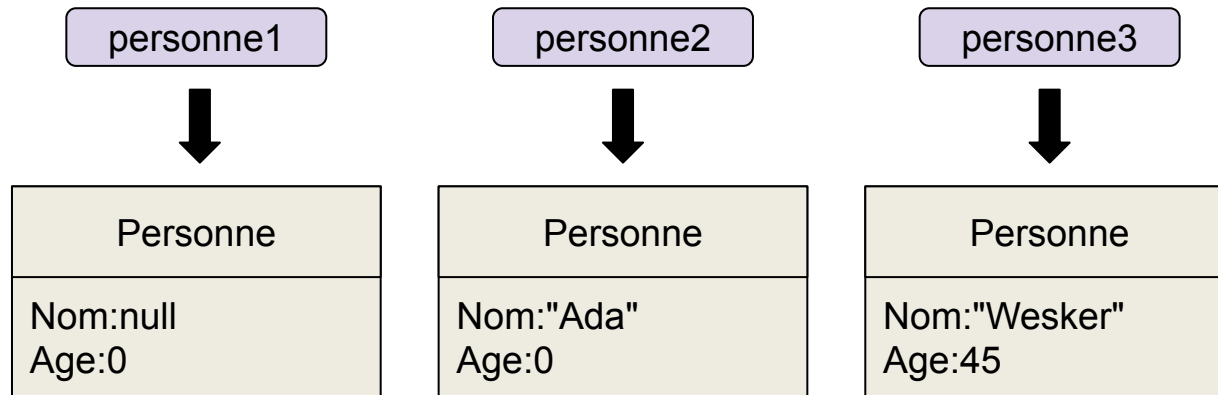 personne1
personne2
personne3
Personne
Nom:null
Age:0
Personne
Nom:"Ada"
Age:0
Personne
Nom:"Wesker"
Age:45